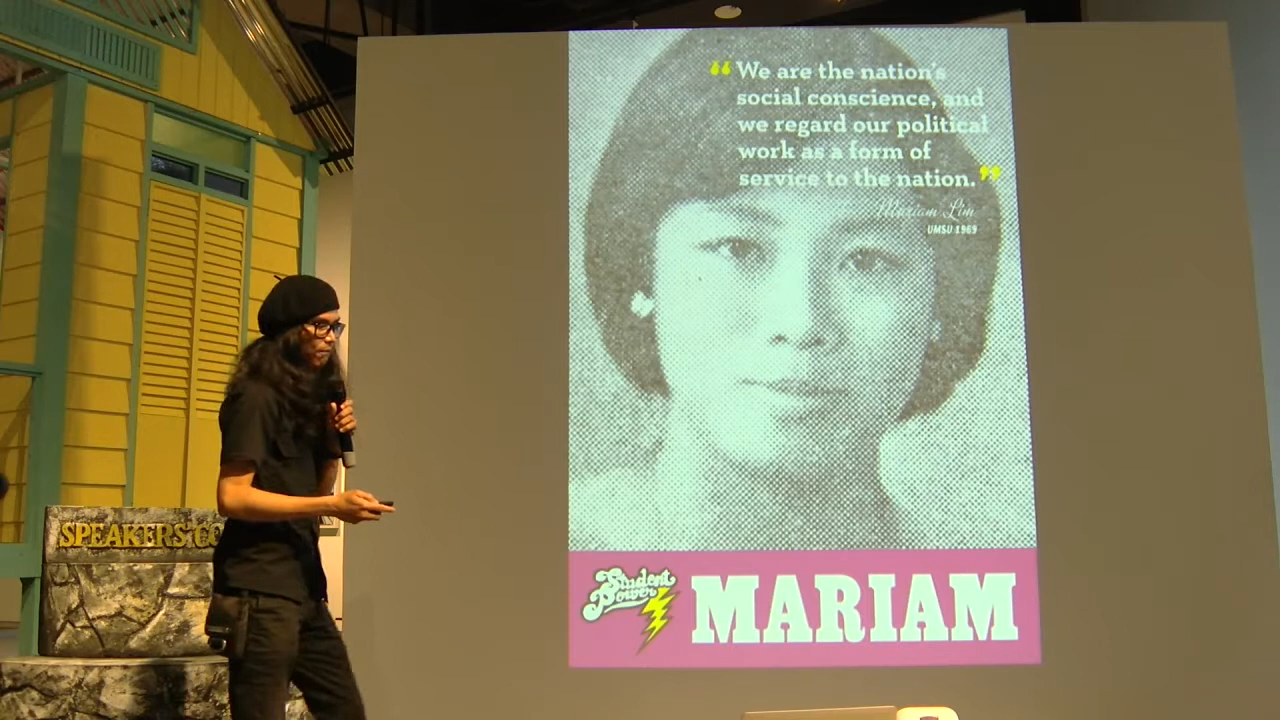 “We are the nation's
social conscience, and
we regard our political
work as a form of
service to the nation.”
Mariam Lim
UMSU 1969
SPEAKERS' CO
Student
Power
MARIAM